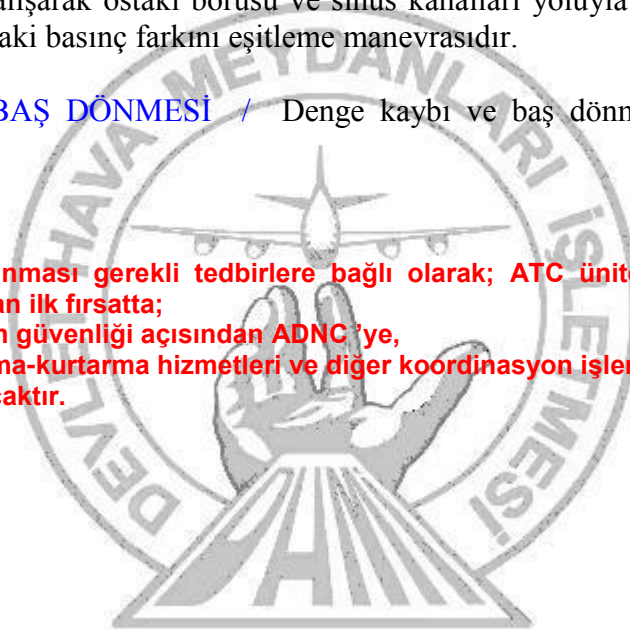 alışarak östaki borusu ve sinüs kanalları yoluyla
aki basınç farkını eşitleme manevrasıdır.
BAŞ DÖNMESİ / Denge kaybı ve baş dönm
nması gerekli tedbirlere bağlı olarak; ATC ünite
an ilk fırsatta;
n güvenliği açısından ADNC 'ye,
ma-kurtarma hizmetleri ve diğer koordinasyon işlem
caktır.
DEVLET HAVA MEYDANLARI İŞLETMESİ
DHMİ